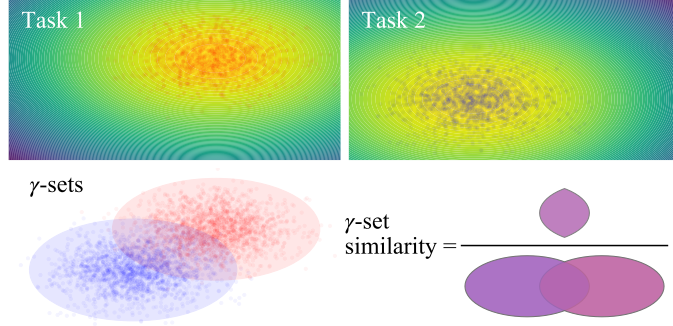 Task 1
Task 2
γ-sets
γ-set
similarity =